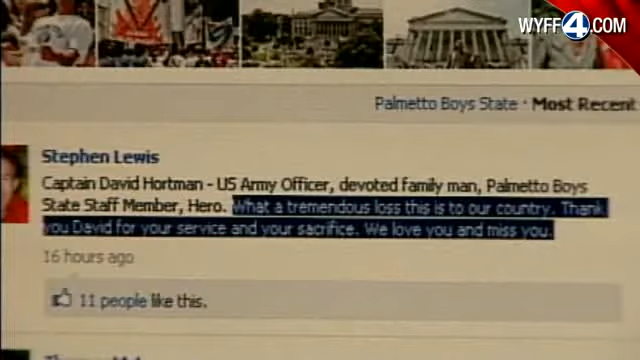 WYFF4.COM
Palmetto Boys State · Most Recent
Stephen Lewis
Captain David Hortman - US Army Officer, devoted family man, Palmetto Boys
State Staff Member, Hero. What a tremendous loss this is to our country. Thank
you David for your service and your sacrifice. We love you and miss you.
16 hours ago
11 people like this.